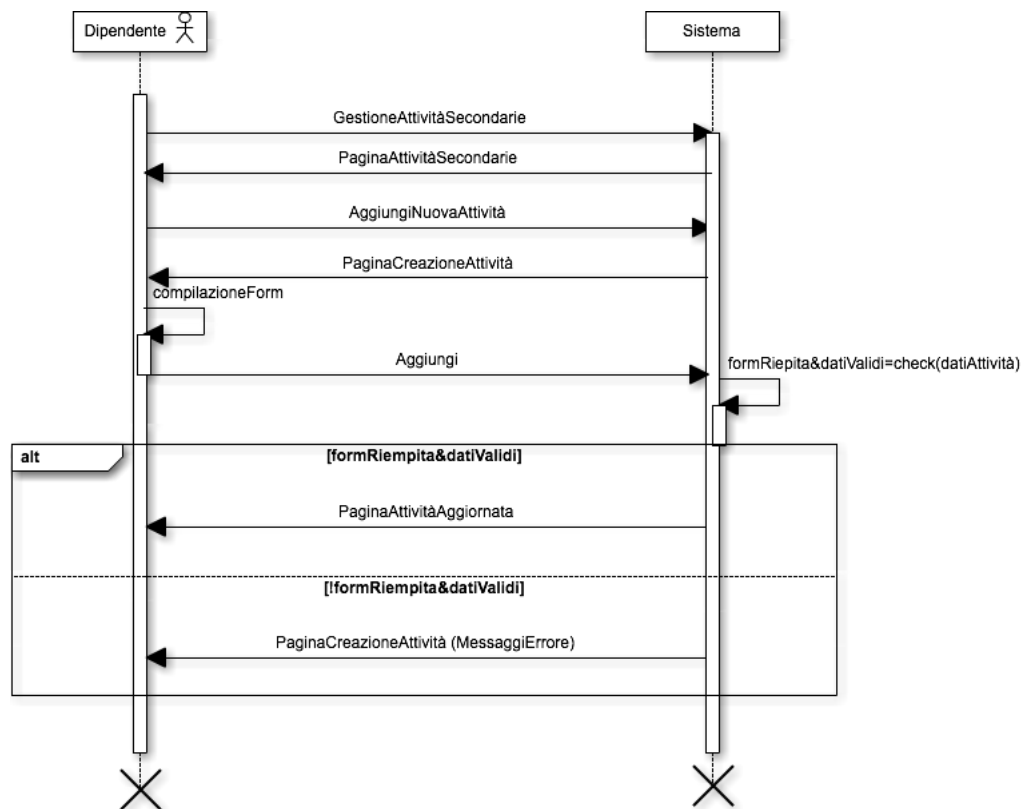 Dipendente
Sistema
GestioneAttivitàSecondarie
PaginaAttivitàSecondarie
AggiungiNuovaAttività
PaginaCreazioneAttività
compilazioneForm
Aggiungi
formRiepita&datiValidi=check(datiAttività)
alt
[formRiempita&datiValidi]
PaginaAttivitàAggiornata
[!formRiempita&datiValidi]
PaginaCreazioneAttività (MessaggiErrore)